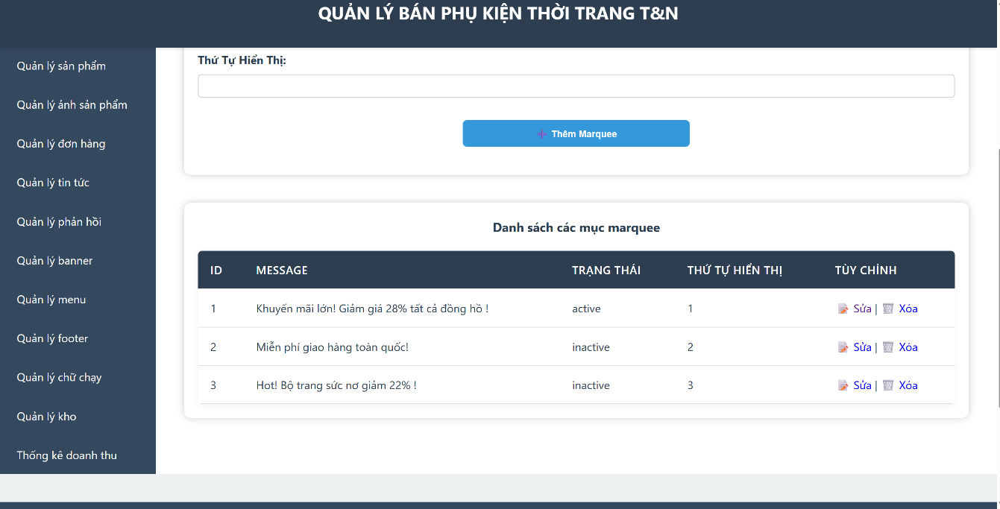 QUẢN LÝ BÁN PHỤ KIỆN THỜI TRANG T&N
Quản lý sản phẩm
Quản lý ảnh sản phẩm
Quản lý đơn hàng
Quản lý tin tức
Quản lý phản hồi
Quản lý banner
Quản lý menu
Quản lý footer
Quản lý chữ chạy
Quản lý kho
Thống kê doanh thu
Thứ Tự Hiển Thị:
Thêm Marquee
Danh sách các mục marquee
ID MESSAGE TRẠNG THÁI THỨ TỰ HIỂN THỊ TÙY CHỈNH
1 Khuyến mãi lớn! Giảm giá 28% tất cả đồng hồ ! active 1 Sửa | Xóa
2 Miễn phí giao hàng toàn quốc! inactive 2 Sửa | Xóa
3 Hot! Bộ trang sức nơ giảm 22% ! inactive 3 Sửa | Xóa